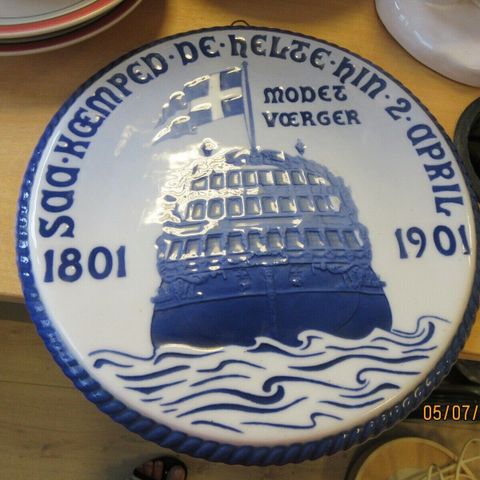 SAA·KÆMPED·DE·HELTE·HIN·2·APRIL
MODET
VÆRGER
1801
1901
05/07/